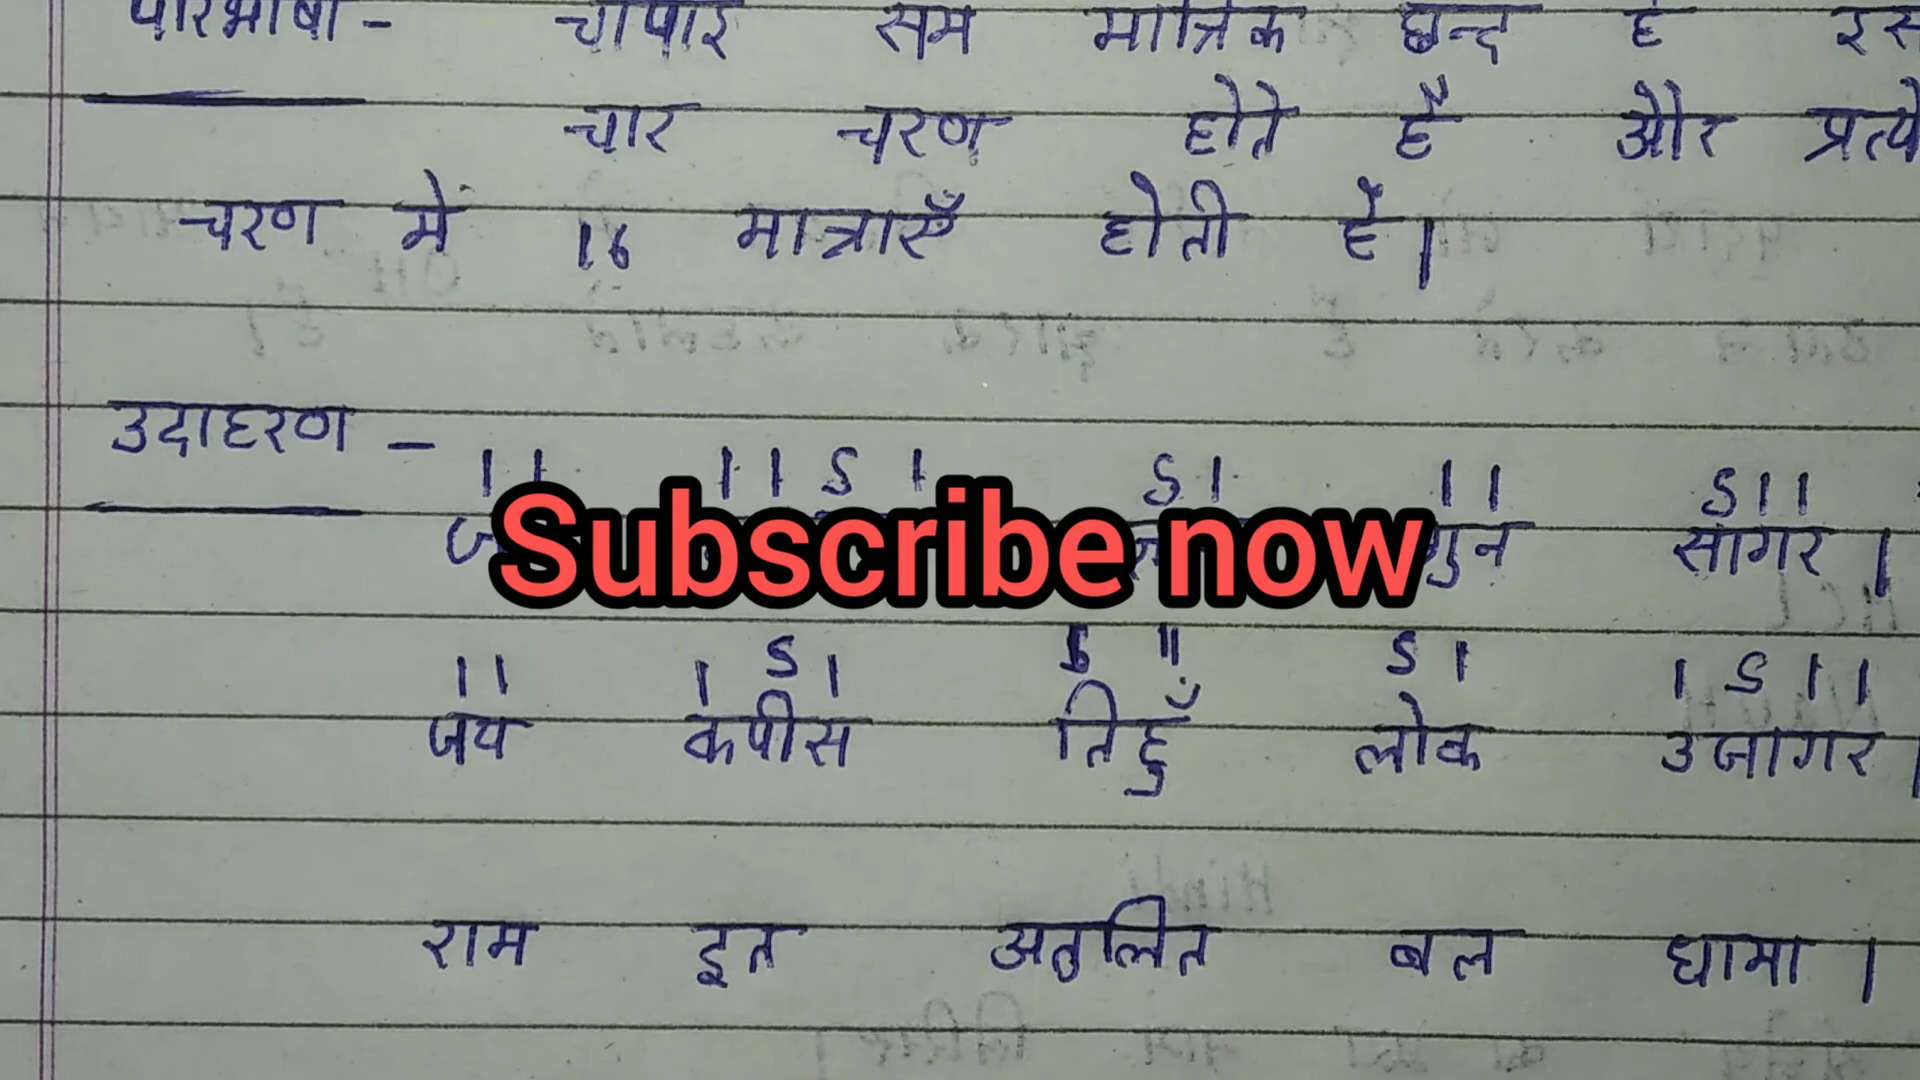 परिभाषा - चौपाई सम मात्रिक छन्द है इस
चार चरण होते है और प्रत्ये
चरण में 16 मात्राएँ होती है।
उदाहरण -
। । । । S । S । । । S । ।
Subscribe now
गुन सागर ।
। । । S । । । S । । S । ।
जय कपीस तिहुँ लोक उजागर ।
राम दूत अतुलित बल धामा ।